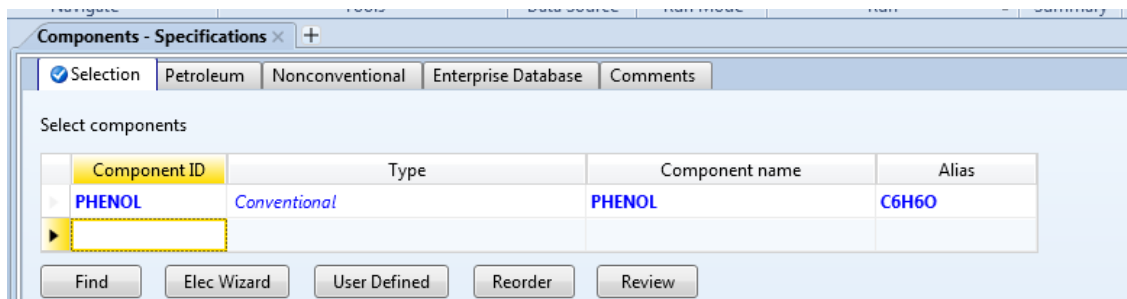 Components - Specifications × +
Selection Petroleum Nonconventional Enterprise Database Comments
Select components
Component ID Type Component name Alias
PHENOL Conventional PHENOL C6H6O
Find Elec Wizard User Defined Reorder Review